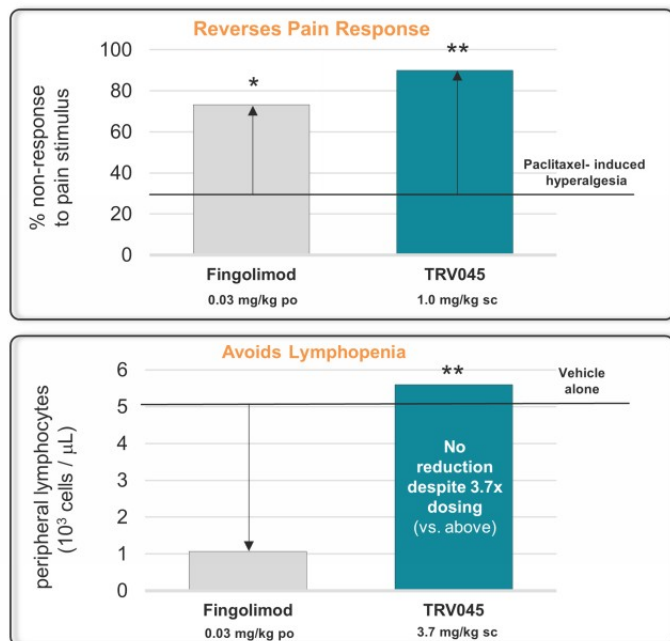 Reverses Pain Response
% non-response
to pain stimulus
100
80
60
40
20
0
*
**
Paclitaxel- induced
hyperalgesia
Fingolimod
0.03 mg/kg po
TRV045
1.0 mg/kg sc
Avoids Lymphopenia
peripheral lymphocytes
(10³ cells / μL)
6
5
4
3
2
1
0
**
Vehicle
alone
No
reduction
despite 3.7x
dosing
(vs. above)
Fingolimod
0.03 mg/kg po
TRV045
3.7 mg/kg sc